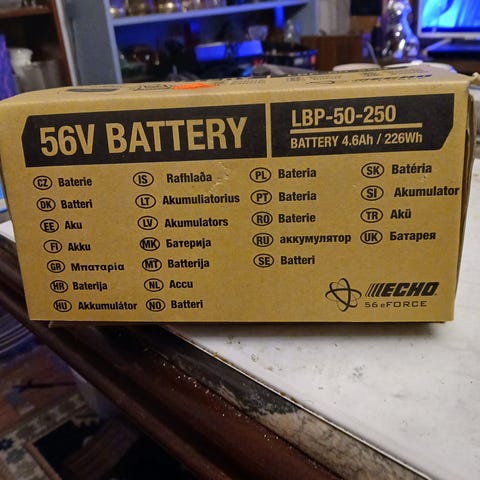 56V BATTERY
LBP-50-250
BATTERY 4.6Ah / 226Wh
CZ Baterie
DK Batteri
EE Aku
FI Akku
GR Μπαταρία
HR Baterija
HU Akkumulátor
IS Rafhlaða
LT Akumuliatorius
LV Akumulators
MK Батерија
MT Batterija
NL Accu
NO Batteri
PL Bateria
PT Bateria
RO Baterie
RU аккумулятор
SE Batteri
SK Batéria
SI Akumulator
TR Akü
UK Батарея
ECHO
56 eFORCE